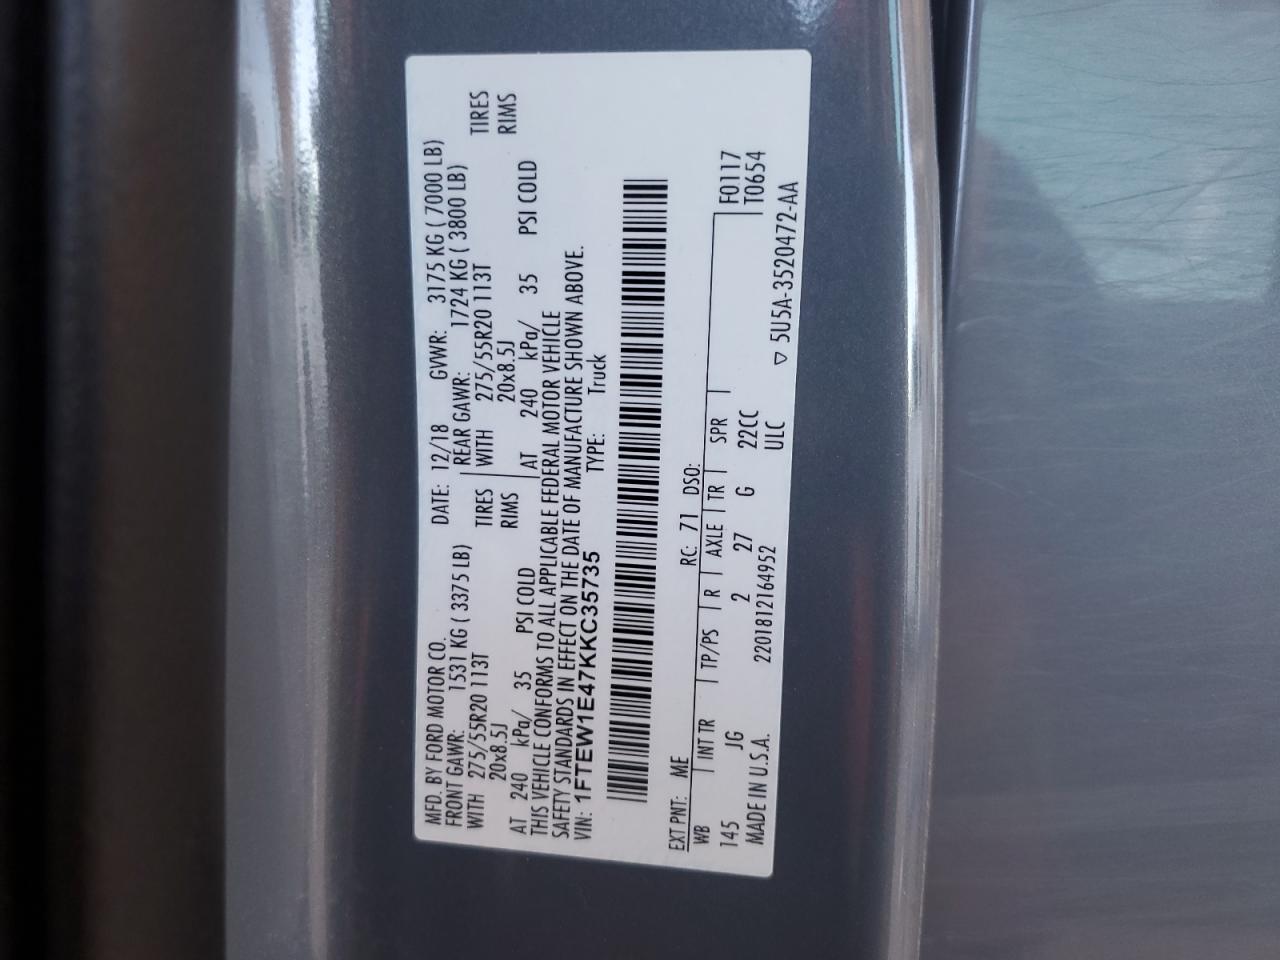 MFD. BY FORD MOTOR CO. DATE: 12/18 GVWR: 3175 KG ( 7000 LB)
FRONT GAWR: 1531 KG ( 3375 LB) REAR GAWR: 1724 KG ( 3800 LB)
WITH 275/55R20 113T TIRES WITH 275/55R20 113T TIRES
20x8.5J RIMS 20x8.5J RIMS
AT 240 kPa/ 35 PSI COLD AT 240 kPa/ 35 PSI COLD
THIS VEHICLE CONFORMS TO ALL APPLICABLE FEDERAL MOTOR VEHICLE
SAFETY STANDARDS IN EFFECT ON THE DATE OF MANUFACTURE SHOWN ABOVE.
VIN: 1FTEW1E47KKC35735 TYPE: Truck
EXT PNT: ME RC: 71 DSO:
WB INT TR TP/PS R AXLE TR SPR F0117
145 JG 2 27 G 22CC T0654
MADE IN U.S.A. 2201812164952 ULC
▽ 5U5A-3520472-AA